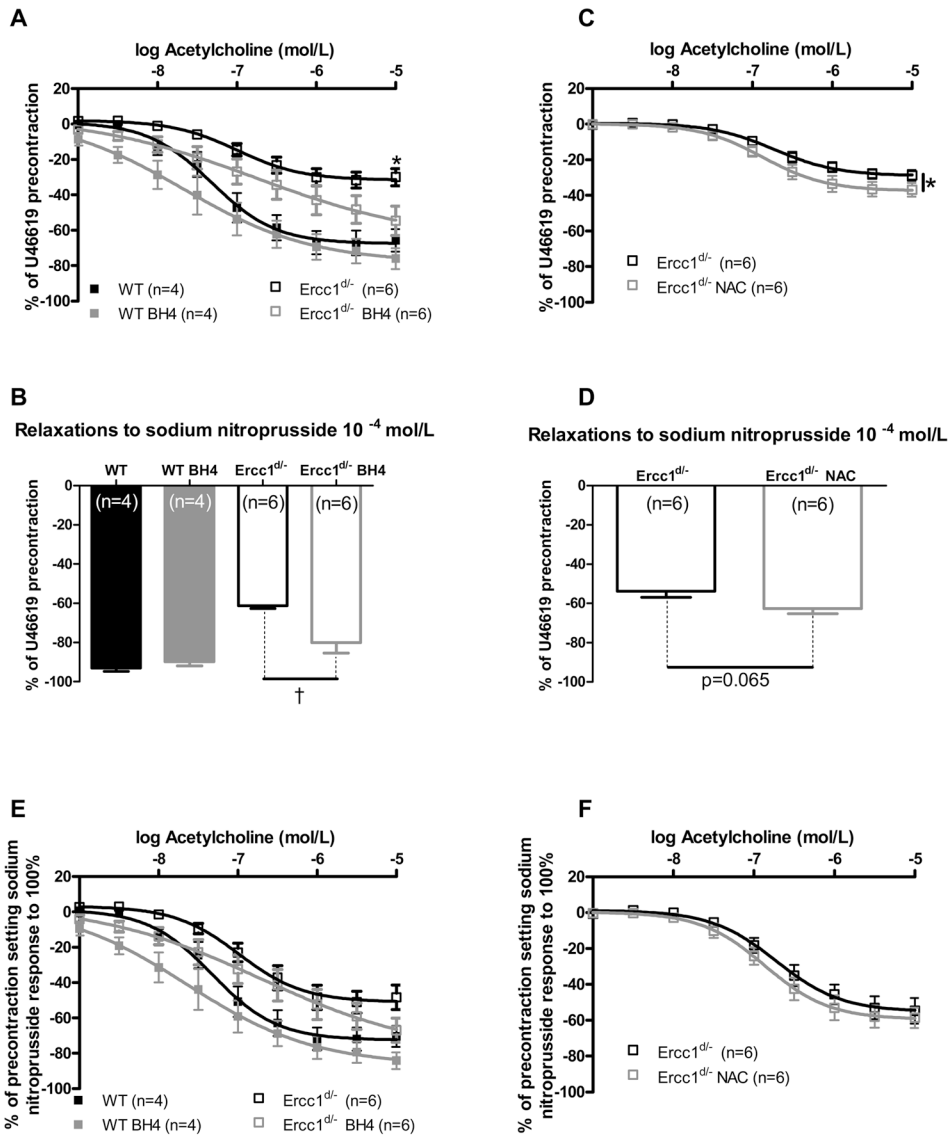 A
log Acetylcholine (mol/L)
-8 -7 -6 -5
20
0
-20
-40
-60
-80
-100
% of U46619 precontraction
*
WT (n=4)
WT BH4 (n=4)
Ercc1d/- (n=6)
Ercc1d/- BH4 (n=6)
C
log Acetylcholine (mol/L)
-8 -7 -6 -5
20
0
-20
-40
-60
-80
-100
% of U46619 precontraction
*
Ercc1d/- (n=6)
Ercc1d/- NAC (n=6)
B
Relaxations to sodium nitroprusside 10 -4 mol/L
WT WT BH4 Ercc1d/- Ercc1d/- BH4
(n=4) (n=4) (n=6) (n=6)
0
-20
-40
-60
-80
-100
% of U46619 precontraction
†
D
Relaxations to sodium nitroprusside 10 -4 mol/L
Ercc1d/- Ercc1d/- NAC
(n=6) (n=6)
0
-20
-40
-60
-80
-100
% of U46619 precontraction
p=0.065
E
log Acetylcholine (mol/L)
-8 -7 -6 -5
20
0
-20
-40
-60
-80
-100
% of precontraction setting sodium
nitroprusside response to 100%
WT (n=4)
WT BH4 (n=4)
Ercc1d/- (n=6)
Ercc1d/- BH4 (n=6)
F
log Acetylcholine (mol/L)
-8 -7 -6 -5
20
0
-20
-40
-60
-80
-100
% of precontraction setting sodium
nitroprusside response to 100%
Ercc1d/- (n=6)
Ercc1d/- NAC (n=6)